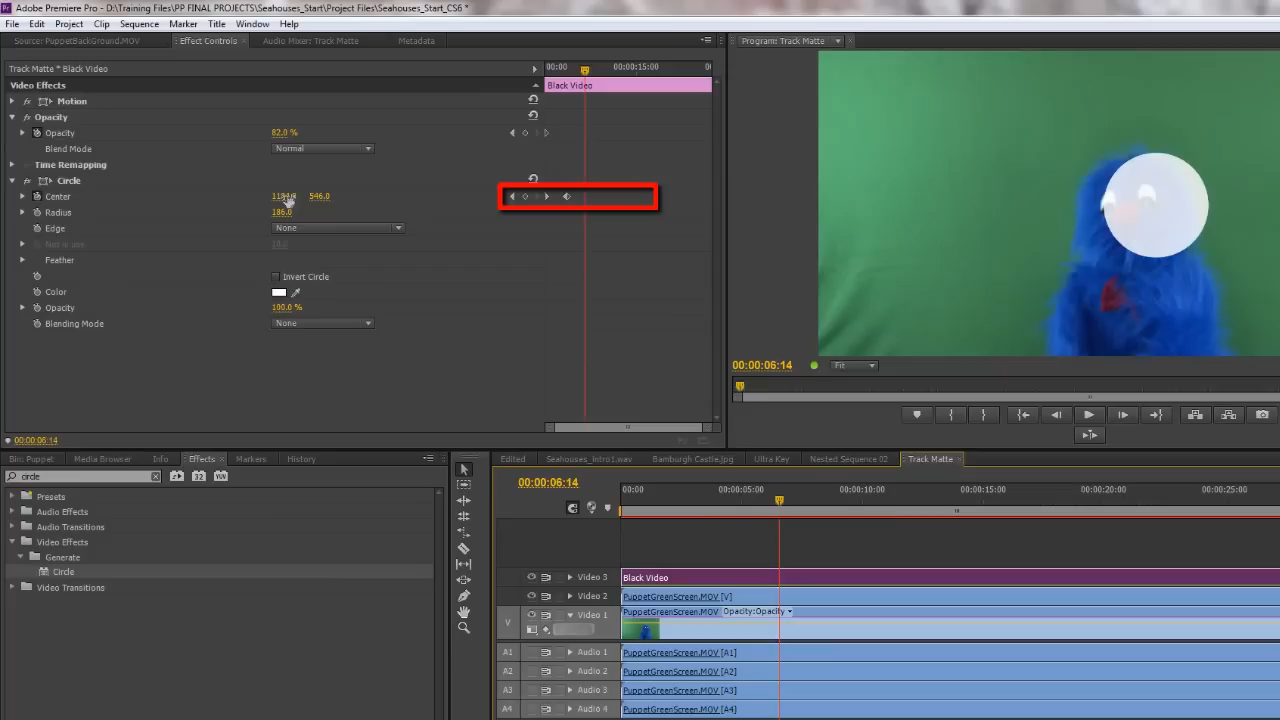 Adobe Premiere Pro - D:\Training Files\PP FINAL PROJECTS\Seahouses_Start\Project Files\Seahouses_Start_CS6 *
File Edit Project Clip Sequence Marker Title Window Help
Source: PuppetBackGround.MOV Effect Controls Audio Mixer: Track Matte Metadata
Program: Track Matte
Track Matte * Black Video
00:00 00:00:15:00
Video Effects
Black Video
Motion
Opacity
Opacity 82.0 %
Blend Mode Normal
Time Remapping
Circle
Center 546.0
Radius 186.0
Edge None
Feather
Invert Circle
Color
Opacity 100.0 %
Blending Mode None
00:00:06:14
00:00:06:14 Fit
Bin: Puppet Media Browser Info Effects Markers History
circle
Presets
Audio Effects
Audio Transitions
Video Effects
Generate
Circle
Video Transitions
Edited Seahouses_Intro1.wav Bamburgh Castle.jpg Ultra Key Nested Sequence 02 Track Matte
00:00:06:14
00:00 00:00:05:00 00:00:10:00 00:00:15:00 00:00:20:00 00:00:25:00
Video 3 Black Video
Video 2 PuppetGreenScreen.MOV [V]
V Video 1 PuppetGreenScreen.MOV Opacity:Opacity
A1 Audio 1 PuppetGreenScreen.MOV [A1]
A2 Audio 2 PuppetGreenScreen.MOV [A2]
A3 Audio 3 PuppetGreenScreen.MOV [A3]
A4 Audio 4 PuppetGreenScreen.MOV [A4]